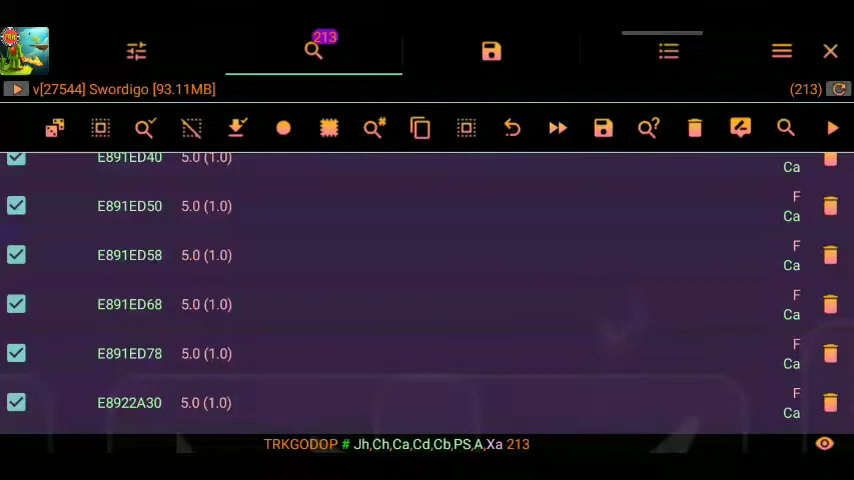 213
v[27544] Swordigo [93.11MB]
(213)
E891ED40 5.0 (1.0)
Ca
E891ED50 5.0 (1.0) F
Ca
E891ED58 5.0 (1.0) F
Ca
E891ED68 5.0 (1.0) F
Ca
E891ED78 5.0 (1.0) F
Ca
E8922A30 5.0 (1.0) F
Ca
TRKGODOP # Jh,Ch,Ca,Cd,Cb,PS,A,Xa 213